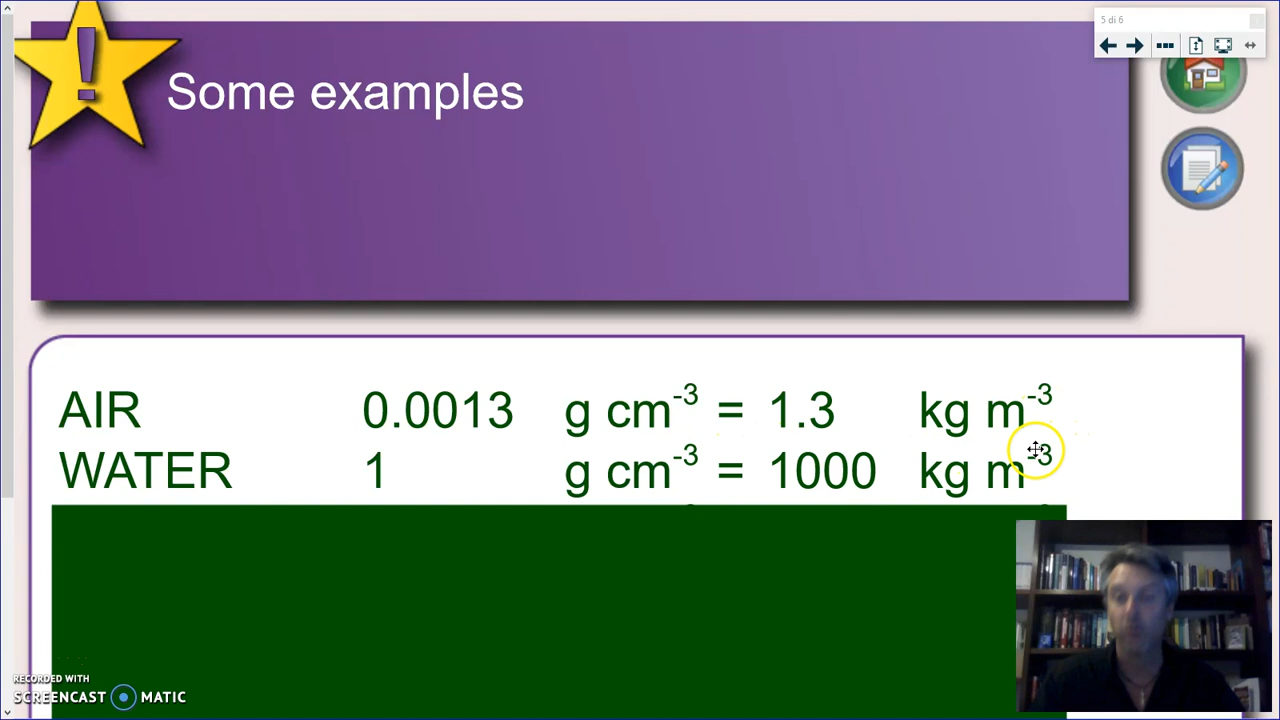 5 di 6
Some examples
AIR 0.0013 g cm-3 = 1.3 kg m-3
WATER 1 g cm-3 = 1000 kg m-3
RECORDED WITH
SCREENCAST MATIC